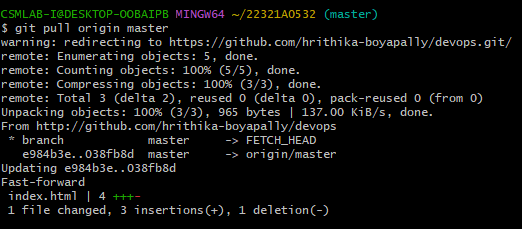 CSMLAB-I@DESKTOP-OOBAIPB MINGW64 ~/22321A0532 (master)
$ git pull origin master
warning: redirecting to https://github.com/hrithika-boyapally/devops.git/
remote: Enumerating objects: 5, done.
remote: Counting objects: 100% (5/5), done.
remote: Compressing objects: 100% (3/3), done.
remote: Total 3 (delta 2), reused 0 (delta 0), pack-reused 0 (from 0)
Unpacking objects: 100% (3/3), 965 bytes | 137.00 KiB/s, done.
From http://github.com/hrithika-boyapally/devops
 * branch            master     -> FETCH_HEAD
   e984b3e..038fb8d  master     -> origin/master
Updating e984b3e..038fb8d
Fast-forward
 index.html | 4 +++-
 1 file changed, 3 insertions(+), 1 deletion(-)